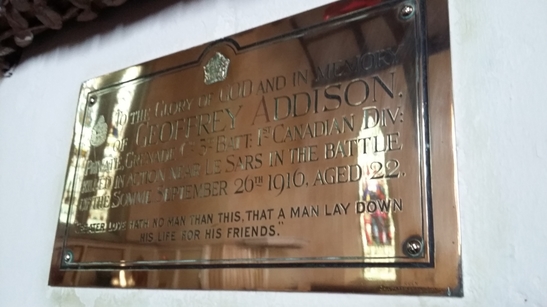 TO THE GLORY OF GOD AND IN MEMORY
OF GEOFFREY ADDISON.
PRIVATE GRENADIER 5TH BATT: 1ST CANADIAN DIV:
KILLED IN ACTION NEAR LE SARS IN THE BATTLE
OF THE SOMME SEPTEMBER 26TH 1916. AGED 22.
"GREATER LOVE HATH NO MAN THAN THIS, THAT A MAN LAY DOWN
HIS LIFE FOR HIS FRIENDS."